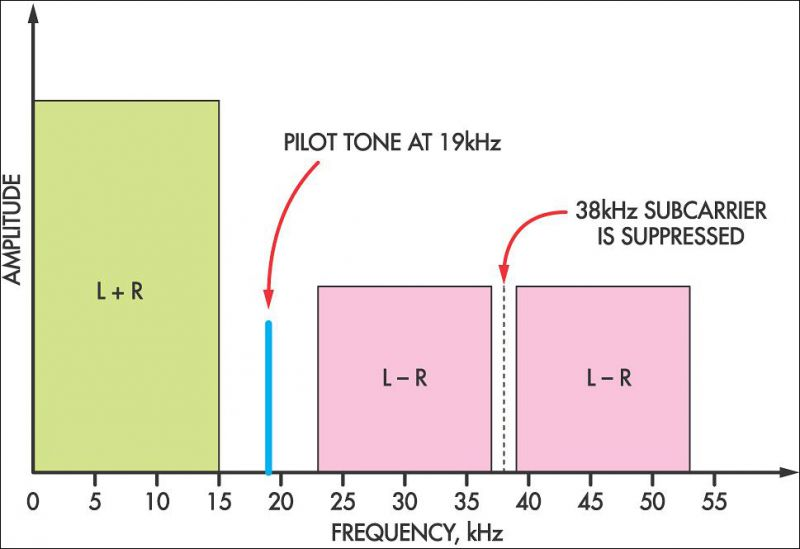 PILOT TONE AT 19kHz
38kHz SUBCARRIER
IS SUPPRESSED
AMPLITUDE
L + R
L – R
L – R
0 5 10 15 20 25 30 35 40 45 50 55
FREQUENCY, kHz